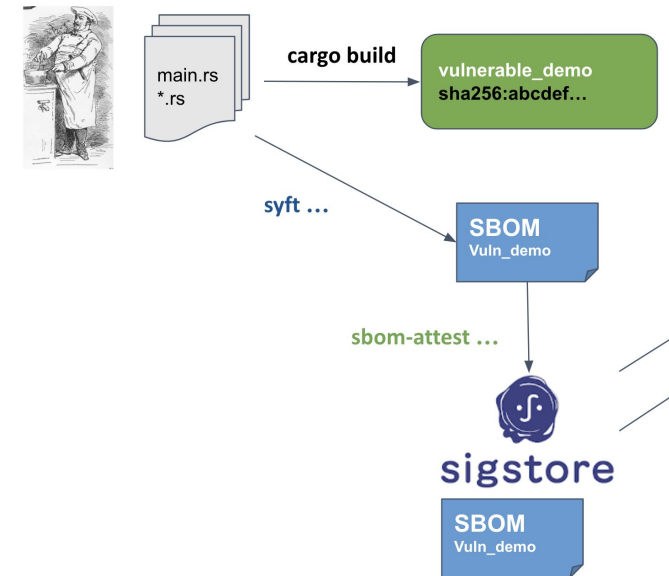 cargo build
main.rs
*.rs
vulnerable_demo
sha256:abcdef…
syft …
SBOM
Vuln_demo
sbom-attest …
sigstore
SBOM
Vuln_demo